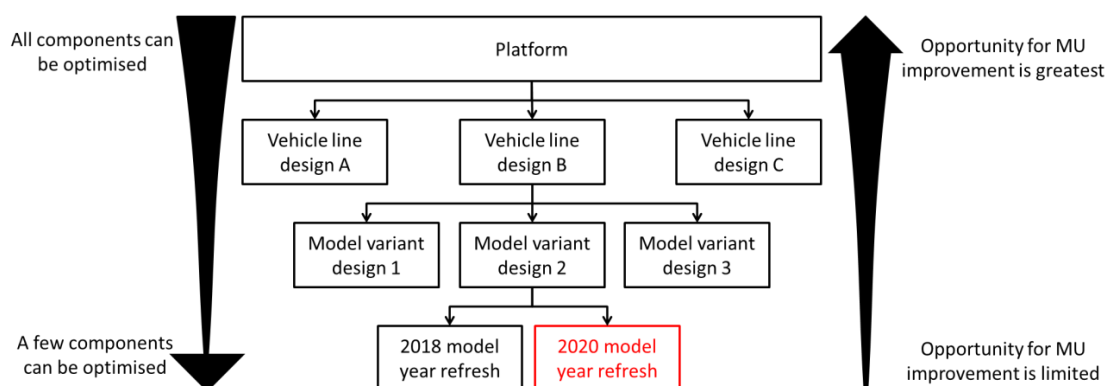 All components can
be optimised
Platform
Opportunity for MU
improvement is greatest
Vehicle line
design A
Vehicle line
design B
Vehicle line
design C
Model variant
design 1
Model variant
design 2
Model variant
design 3
A few components
can be optimised
2018 model
year refresh
2020 model
year refresh
Opportunity for MU
improvement is limited